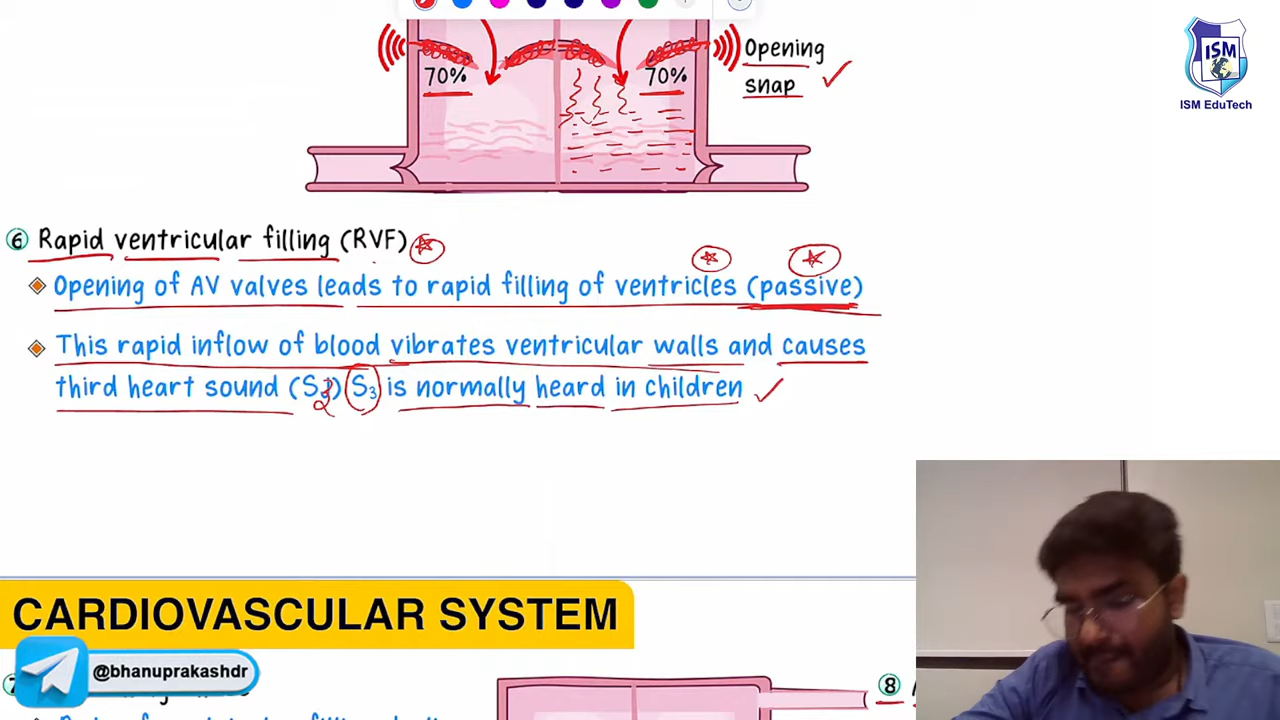 ISM
ISM EduTech
Opening
snap
70%
70%
6 Rapid ventricular filling (RVF)
Opening of AV valves leads to rapid filling of ventricles (passive)
This rapid inflow of blood vibrates ventricular walls and causes
third heart sound (S3) S3 is normally heard in children
CARDIOVASCULAR SYSTEM
@bhanuprakashdr
7
8